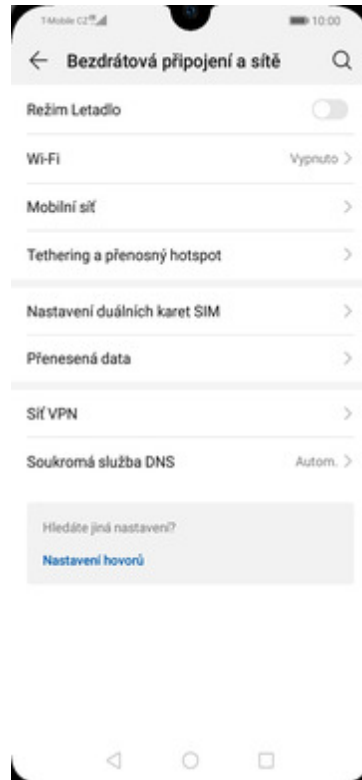 T-Mobile CZ 10:00
Bezdrátová připojení a sítě
Režim Letadlo
Wi-Fi Vypnuto
Mobilní síť
Tethering a přenosný hotspot
Nastavení duálních karet SIM
Přenesená data
Síť VPN
Soukromá služba DNS Autom.
Hledáte jiná nastavení?
Nastavení hovorů